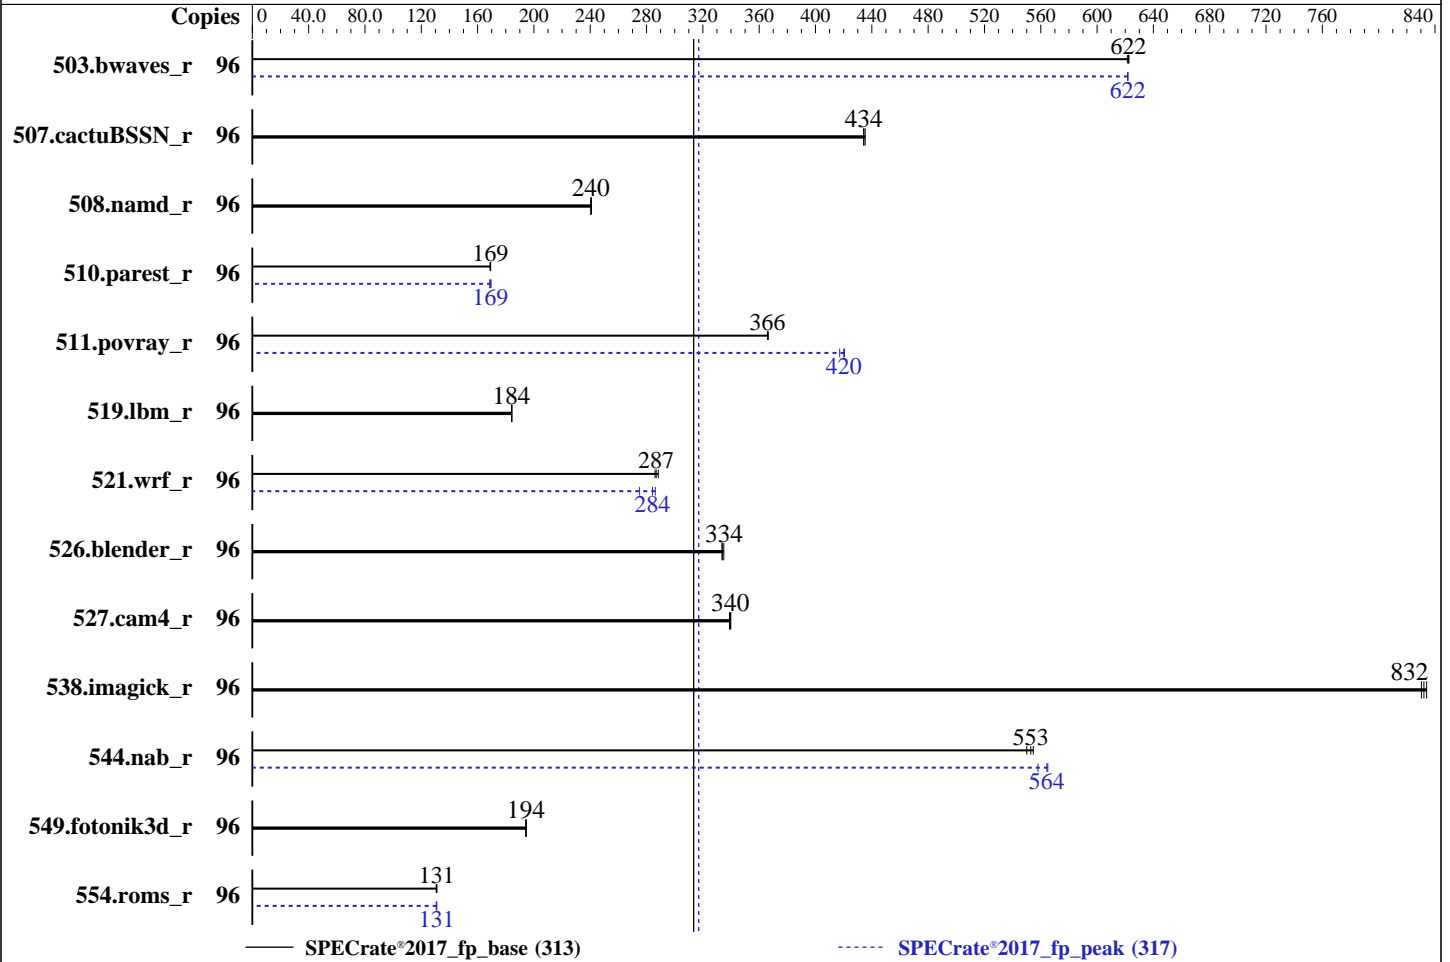 Copies 0 40.0 80.0 120 160 200 240 280 320 360 400 440 480 520 560 600 640 680 720 760 840
503.bwaves_r 96 622
622
507.cactuBSSN_r 96 434
508.namd_r 96 240
510.parest_r 96 169
169
511.povray_r 96 366
420
519.lbm_r 96 184
521.wrf_r 96 287
284
526.blender_r 96 334
527.cam4_r 96 340
538.imagick_r 96 832
544.nab_r 96 553
564
549.fotonik3d_r 96 194
554.roms_r 96 131
131
SPECrate®2017_fp_base (313) SPECrate®2017_fp_peak (317)